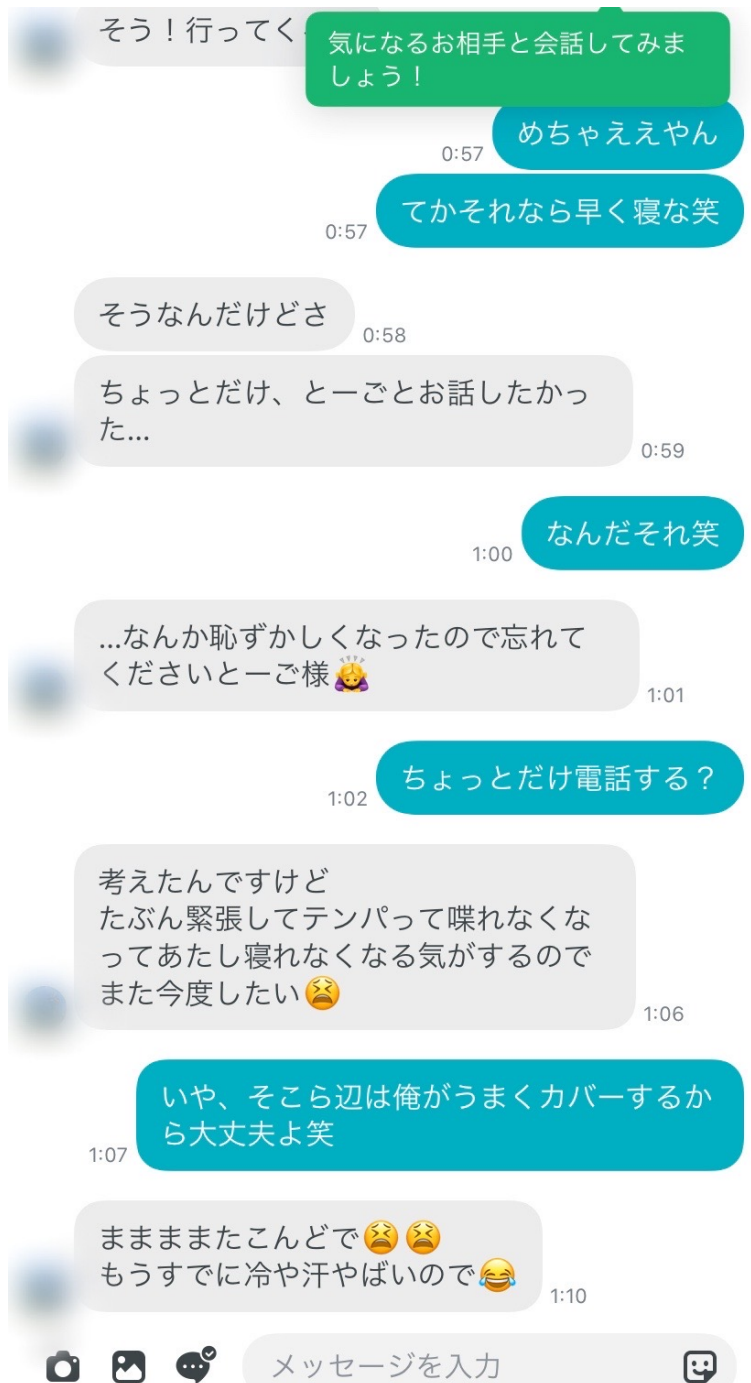 そう！行ってく
気になるお相手と会話してみま
しょう！
めちゃええやん
0:57
てかそれなら早く寝な笑
0:57
そうなんだけどさ
0:58
ちょっとだけ、とーごとお話したかっ
た...
0:59
なんだそれ笑
1:00
...なんか恥ずかしくなったので忘れて
くださいとーご様🙇‍♀️
1:01
ちょっとだけ電話する？
1:02
考えたんですけど
たぶん緊張してテンパって喋れなくな
ってあたし寝れなくなる気がするので
また今度したい😫
1:06
いや、そこら辺は俺がうまくカバーするか
ら大丈夫よ笑
1:07
まままままたこんどで😫😫
もうすでに冷や汗やばいので😂
1:10
メッセージを入力